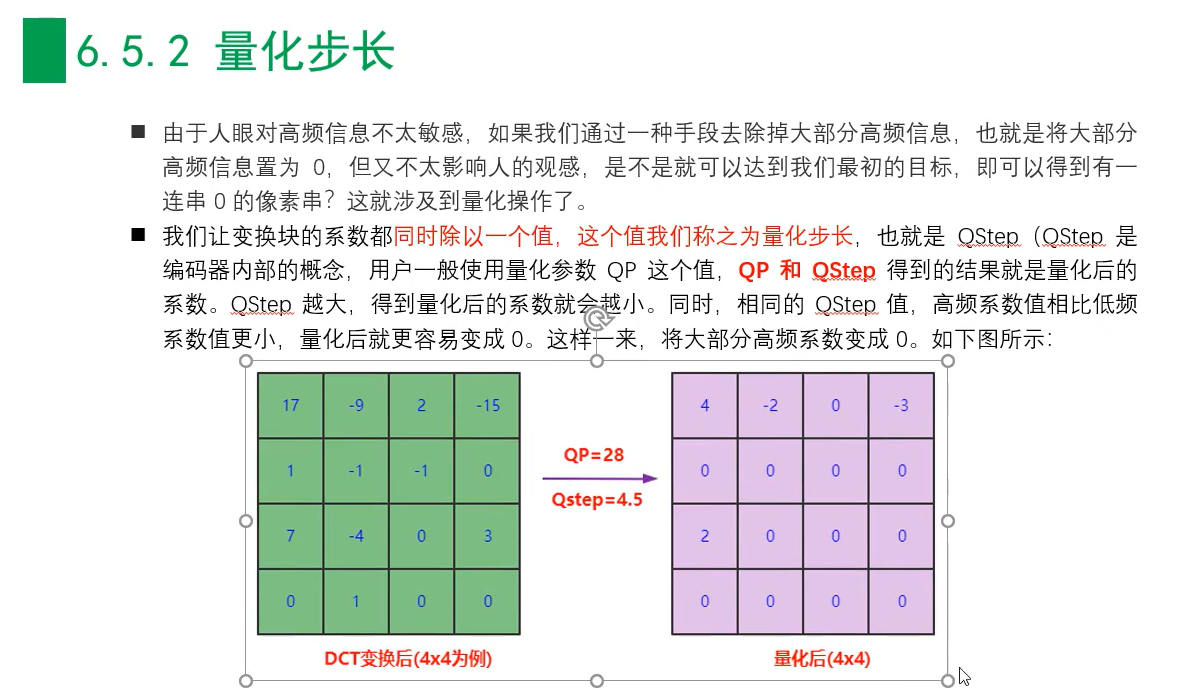 6.5.2 量化步长
由于人眼对高频信息不太敏感，如果我们通过一种手段去除掉大部分高频信息，也就是将大部分
高频信息置为 0，但又不太影响人的观感，是不是就可以达到我们最初的目标，即可以得到有一
连串 0 的像素串？这就涉及到量化操作了。
我们让变换块的系数都同时除以一个值，这个值我们称之为量化步长，也就是 QStep（QStep 是
编码器内部的概念，用户一般使用量化参数 QP 这个值，QP 和 QStep 得到的结果就是量化后的
系数。QStep 越大，得到量化后的系数就会越小。同时，相同的 QStep 值，高频系数值相比低频
系数值更小，量化后就更容易变成 0。这样一来，将大部分高频系数变成 0。如下图所示：
17 -9 2 -15
1 -1 -1 0
7 -4 0 3
0 1 0 0
DCT变换后(4x4为例)
QP=28
Qstep=4.5
4 -2 0 -3
0 0 0 0
2 0 0 0
0 0 0 0
量化后(4x4)